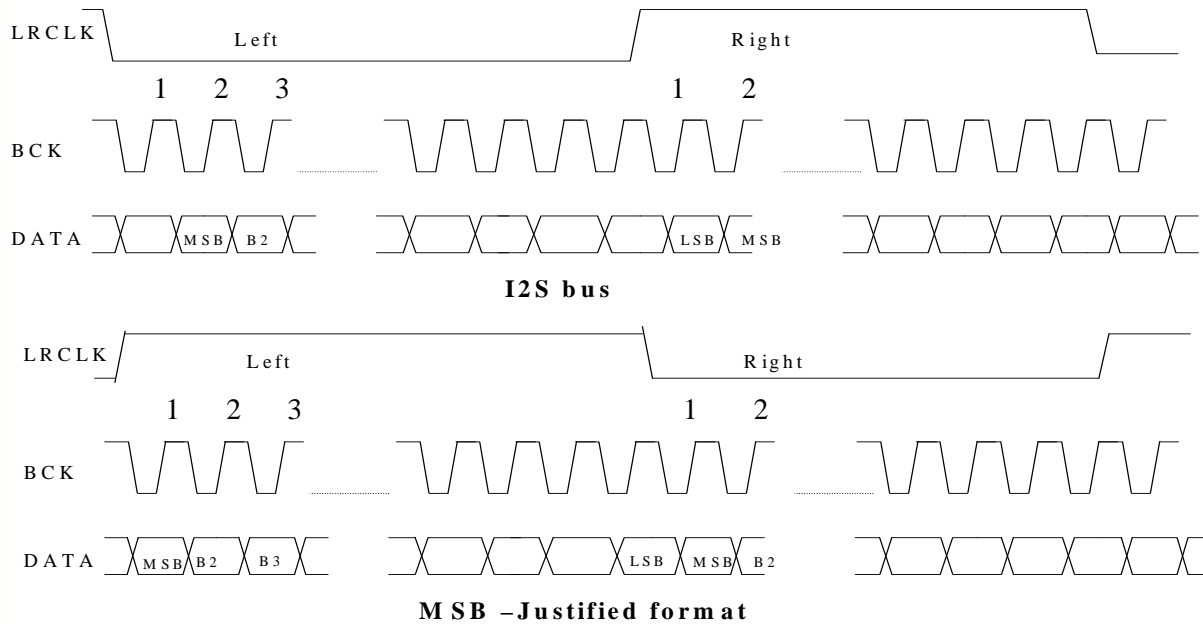 LRCLK
Left Right
1 2 3 1 2
BCK
DATA MSB B2 LSB MSB
I2S bus
LRCLK
Left Right
1 2 3 1 2
BCK
DATA MSB B2 B3 LSB MSB B2
MSB –Justified format